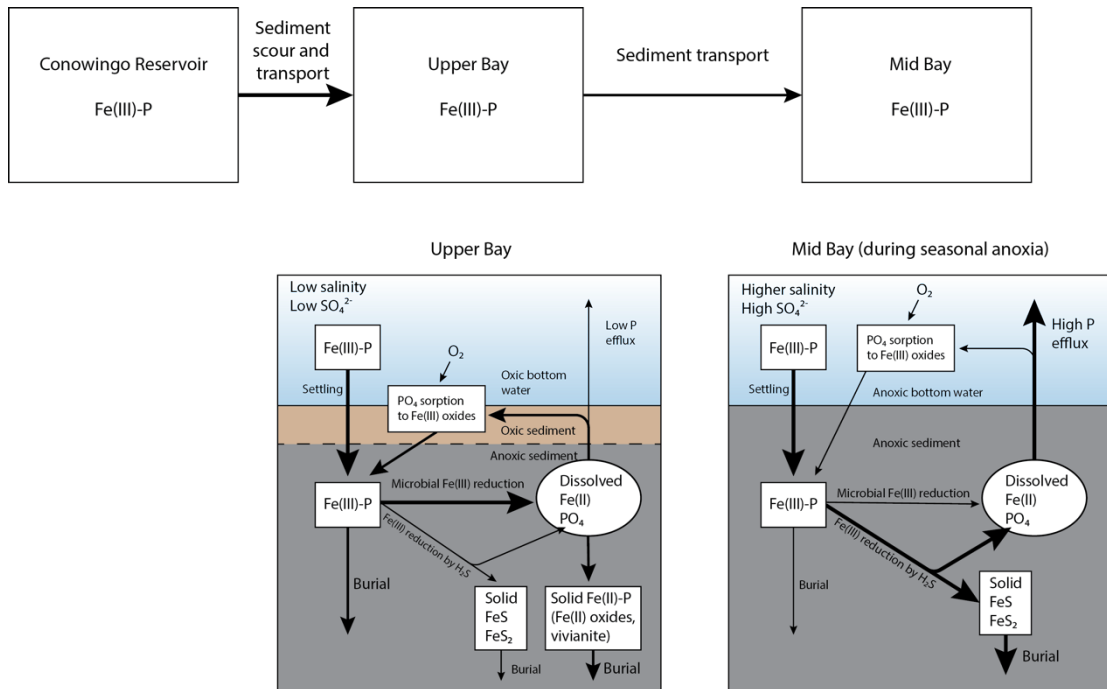 Conowingo Reservoir
Fe(III)-P
Sediment
scour and
transport
Upper Bay
Fe(III)-P
Sediment transport
Mid Bay
Fe(III)-P
Upper Bay
Low salinity
Low SO₄²⁻
Fe(III)-P
Settling
O₂
PO₄ sorption
to Fe(III) oxides
Low P
efflux
Oxic bottom
water
Oxic sediment
Anoxic sediment
Fe(III)-P
Microbial Fe(III) reduction
Dissolved
Fe(II)
PO₄
Fe(III) reduction by H₂S
Burial
Solid
FeS
FeS₂
Burial
Solid Fe(II)-P
(Fe(II) oxides,
vivianite)
Burial
Mid Bay (during seasonal anoxia)
Higher salinity
High SO₄²⁻
Fe(III)-P
Settling
O₂
PO₄ sorption
to Fe(III) oxides
High P
efflux
Anoxic bottom water
Anoxic sediment
Fe(III)-P
Microbial Fe(III) reduction
Dissolved
Fe(II)
PO₄
Fe(III) reduction by H₂S
Burial
Solid
FeS
FeS₂
Burial